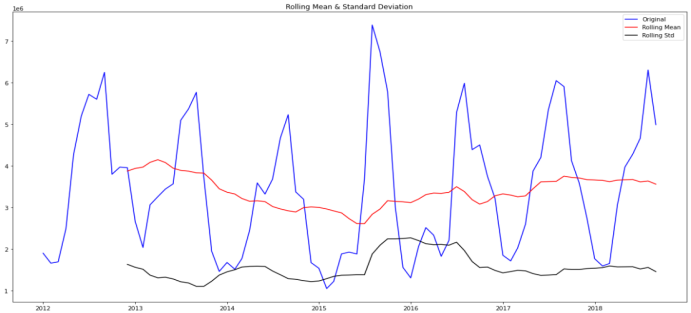 Rolling Mean & Standard Deviation
1e6
Original
Rolling Mean
Rolling Std
7
6
5
4
3
2
1
2012 2013 2014 2015 2016 2017 2018